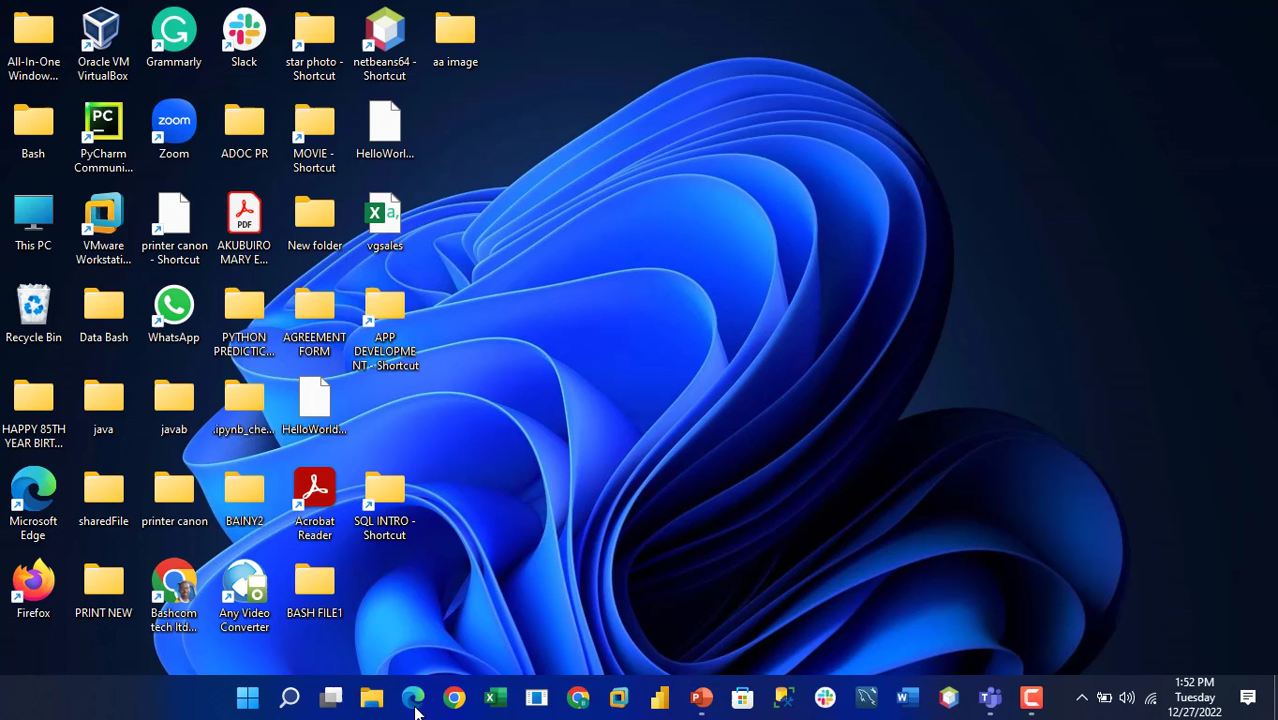 All-In-One
Window...
Oracle VM
VirtualBox
Grammarly
Slack
star photo -
Shortcut
netbeans64 -
Shortcut
aa image
Bash
PC
PyCharm
Communi...
zoom
Zoom
ADOC PR
MOVIE -
Shortcut
HelloWorl...
This PC
VMware
Workstati...
printer canon
- Shortcut
PDF
AKUBUIRO
MARY E...
New folder
X a,
vgsales
Recycle Bin
Data Bash
WhatsApp
PYTHON
PREDICTIC...
AGREEMENT
FORM
APP
DEVELOPME
NT - Shortcut
HAPPY 85TH
YEAR BIRT...
java
javab
.ipynb_che...
HelloWorld...
Microsoft
Edge
sharedFile
printer canon
BAINY2
Acrobat
Reader
SQL INTRO -
Shortcut
Firefox
PRINT NEW
Bashcom
tech ltd...
Any Video
Converter
BASH FILE1
1:52 PM
Tuesday
12/27/2022